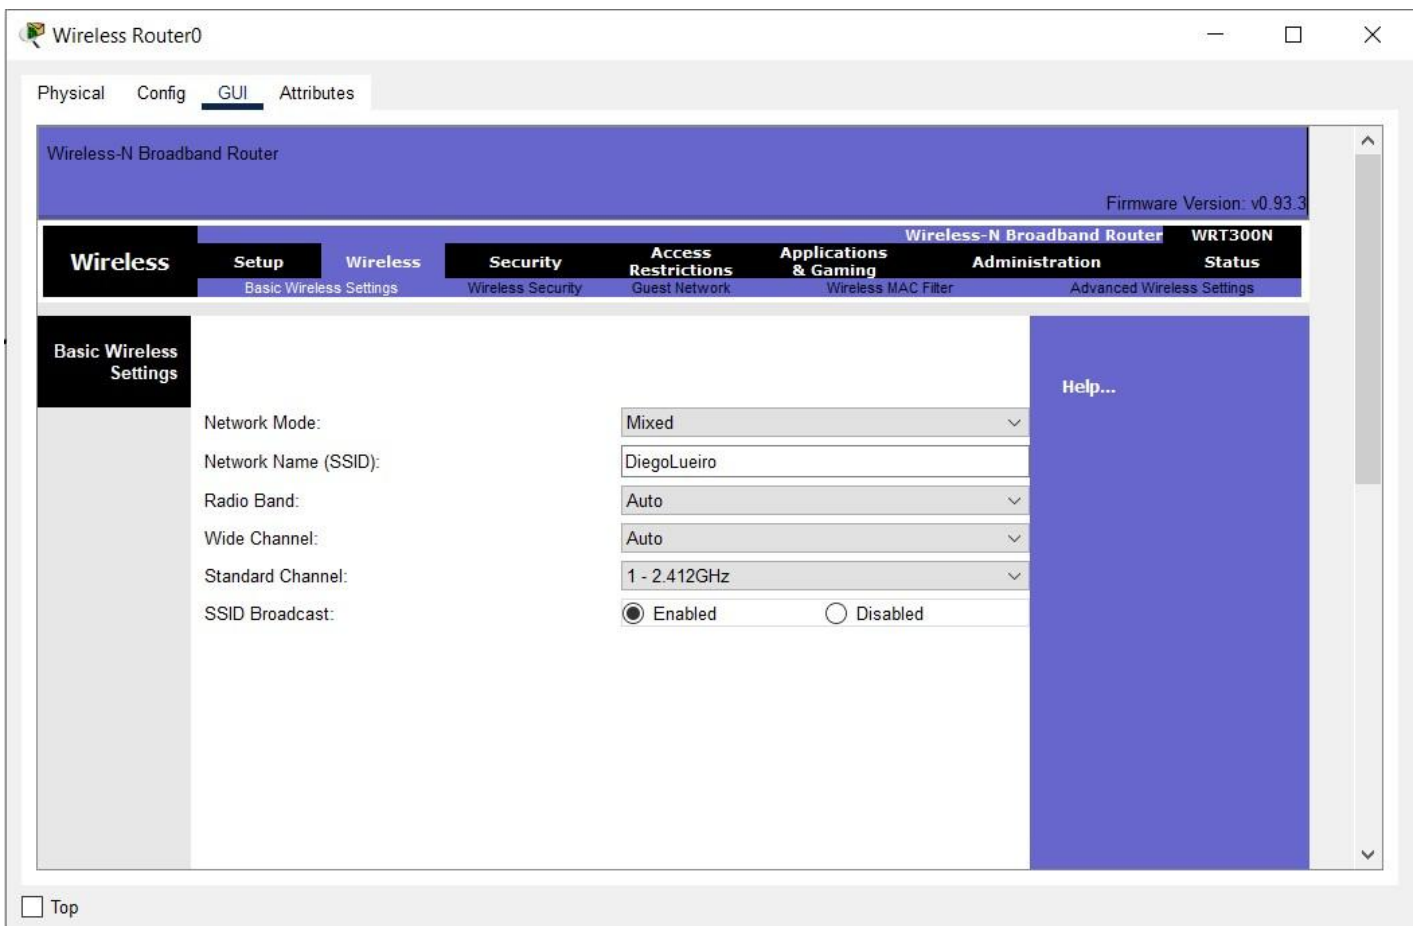 Wireless Router0
Physical Config GUI Attributes
Wireless-N Broadband Router
Firmware Version: v0.93.3
Wireless-N Broadband Router WRT300N
Wireless Setup Wireless Security Access Restrictions Applications & Gaming Administration Status
Basic Wireless Settings Wireless Security Guest Network Wireless MAC Filter Advanced Wireless Settings
Basic Wireless
Settings
Help...
Network Mode: Mixed
Network Name (SSID): DiegoLueiro
Radio Band: Auto
Wide Channel: Auto
Standard Channel: 1 - 2.412GHz
SSID Broadcast: Enabled Disabled
Top